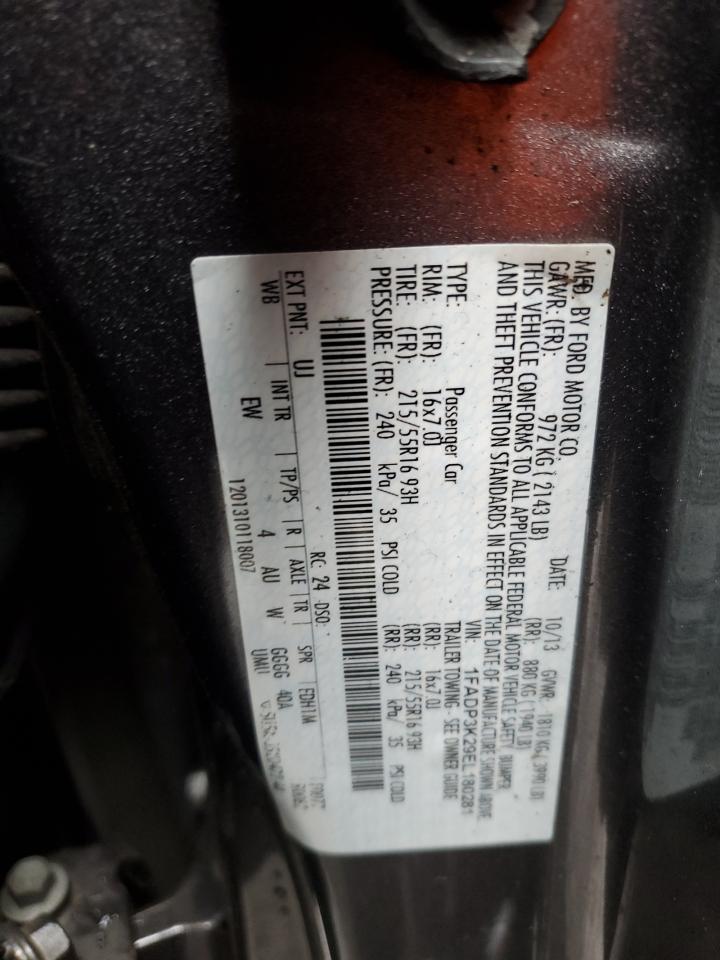 MFD. BY FORD MOTOR CO.
DATE: 10/13 GVWR: 1810 KG ( 3990 LB)
GAWR: (FR): 972 KG ( 2143 LB) (RR): 880 KG ( 1940 LB)
THIS VEHICLE CONFORMS TO ALL APPLICABLE FEDERAL MOTOR VEHICLE SAFETY, BUMPER
AND THEFT PREVENTION STANDARDS IN EFFECT ON THE DATE OF MANUFACTURE SHOWN ABOVE
VIN: 1FADP3K29EL180281
TYPE: Passenger Car TRAILER TOWING - SEE OWNER GUIDE
RIM: (FR): 16x7.0J (RR): 16x7.0J
TIRE: (FR): 215/55R16 93H (RR): 215/55R16 93H
PRESSURE: (FR): 240 kPa/ 35 PSI COLD (RR): 240 kPa/ 35 PSI COLD
EXT PNT: UJ RC: 24 DSO:
WB INT TR TP/PS R AXLE TR SPR FDH1M
EW 4 AU W GGGG 40A
1201310118007